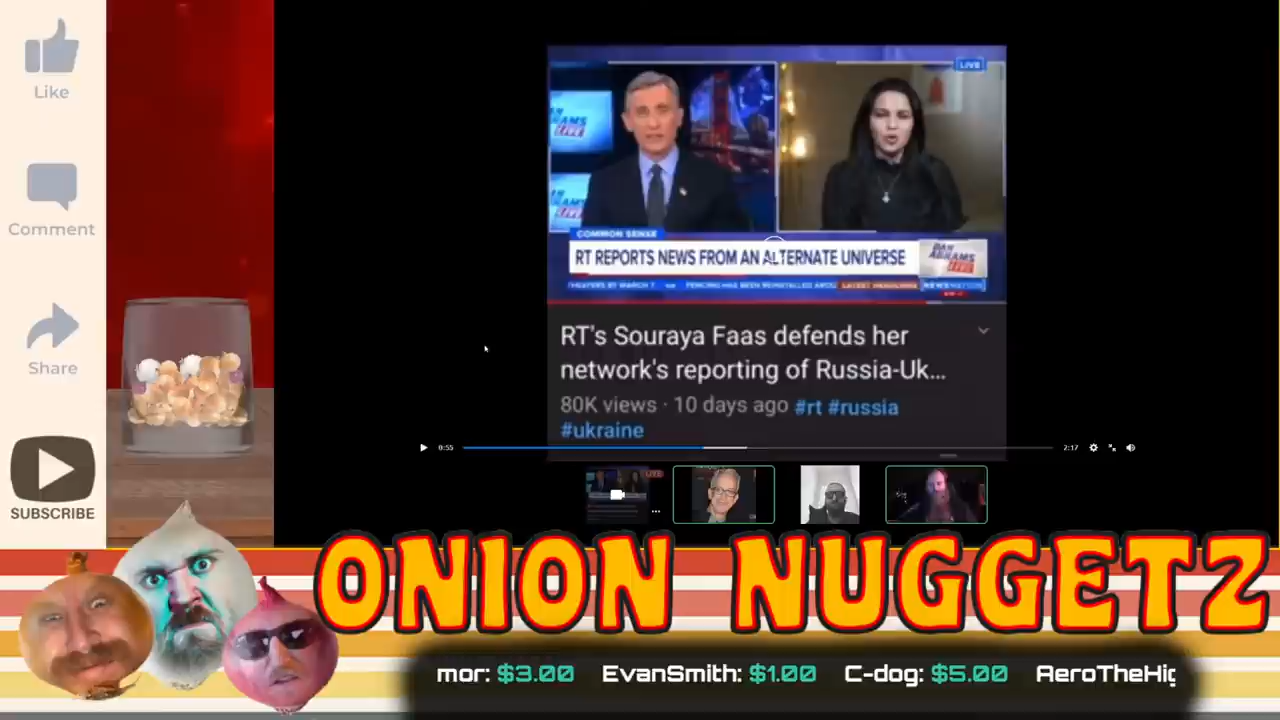 Like
Comment
Share
SUBSCRIBE
LIVE
COMMON SENSE
RT REPORTS NEWS FROM AN ALTERNATE UNIVERSE
DAN ABRAMS LIVE
RT's Souraya Faas defends her
network's reporting of Russia-Uk...
80K views · 10 days ago #rt #russia
#ukraine
0:55
2:17
...
ONION NUGGETZ
mor: $3.00 EvanSmith: $1.00 C-dog: $5.00 AeroTheHig